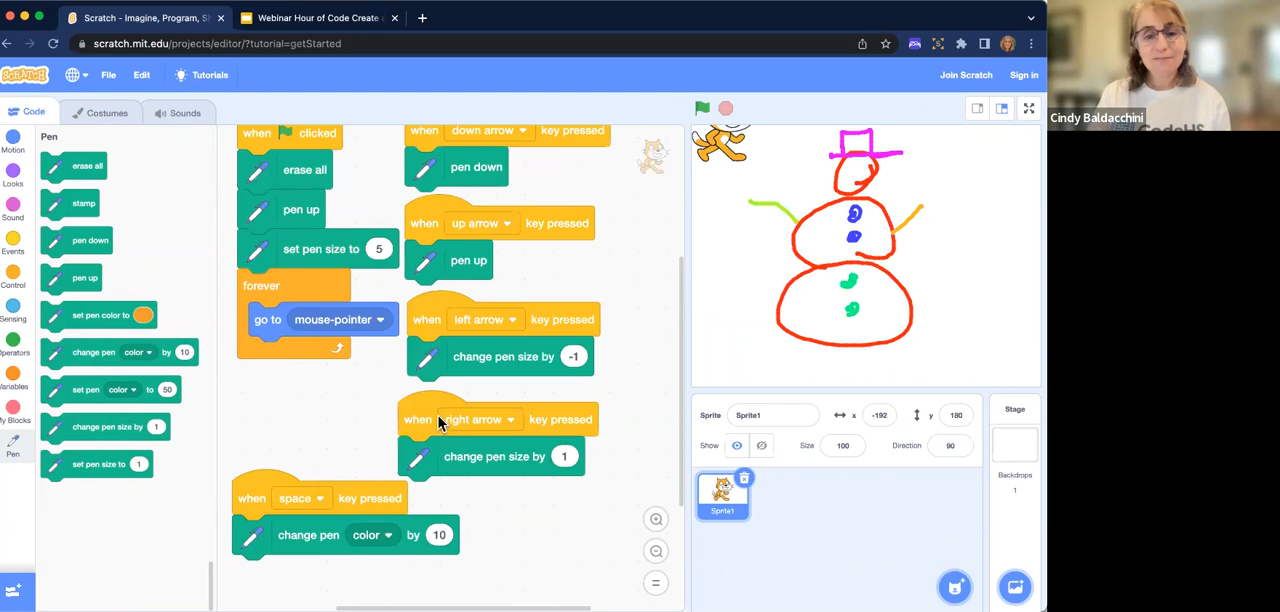 Scratch - Imagine, Program, Sh
Webinar Hour of Code Create
scratch.mit.edu/projects/editor/?tutorial=getStarted
SCRATCH
File
Edit
Tutorials
Join Scratch
Sign in
Code
Costumes
Sounds
Motion
Looks
Sound
Events
Control
Sensing
Operators
Variables
My Blocks
Pen
Pen
erase all
stamp
pen down
pen up
set pen color to
change pen color by 10
set pen color to 50
change pen size by 1
set pen size to 1
when clicked
erase all
pen up
set pen size to 5
forever
go to mouse-pointer
when down arrow key pressed
pen down
when up arrow key pressed
pen up
when left arrow key pressed
change pen size by -1
when right arrow key pressed
change pen size by 1
when space key pressed
change pen color by 10
Sprite
Sprite1
x
-192
y
180
Show
Size
100
Direction
90
Sprite1
Stage
Backdrops
1
Cindy Baldacchini
CodeHS